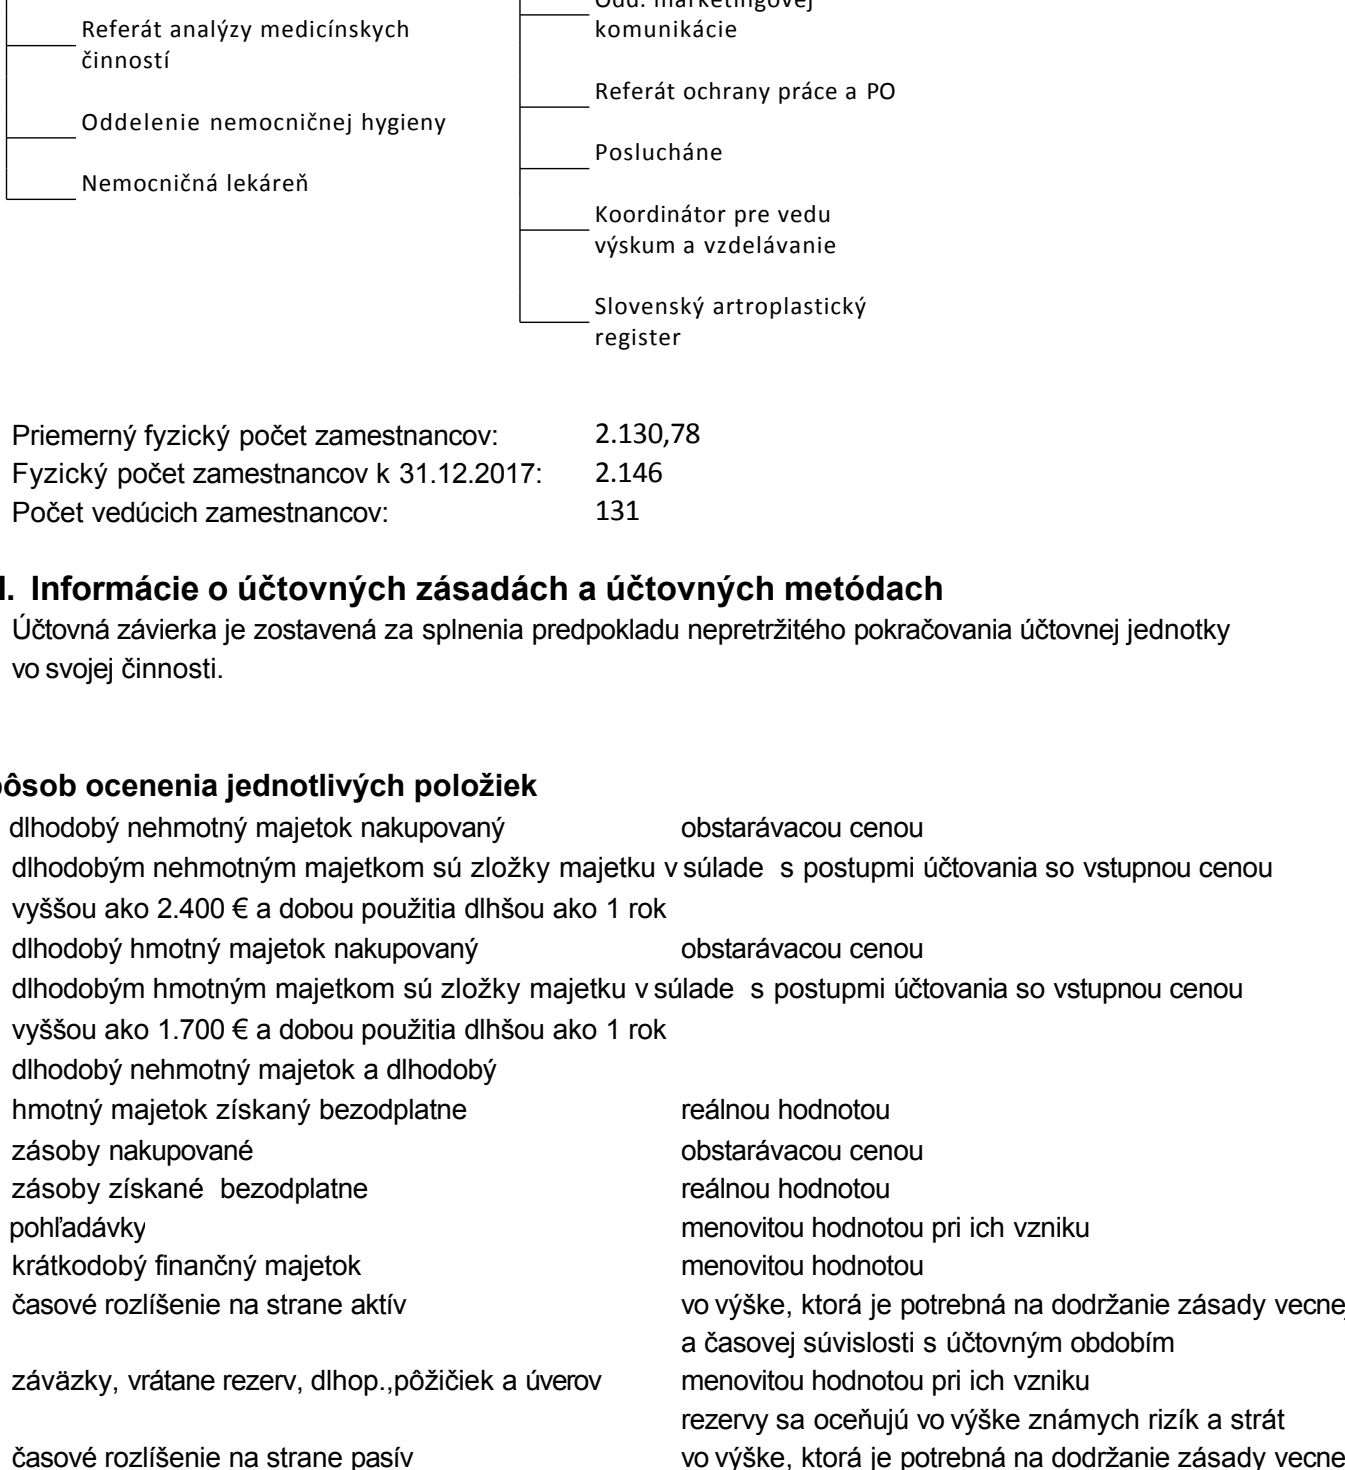 Referát analýzy medicínskych
činností
Oddelenie nemocničnej hygieny
Nemocničná lekáreň
Odd. marketingovej
komunikácie
Referát ochrany práce a PO
Poslucháne
Koordinátor pre vedu
výskum a vzdelávanie
Slovenský artroplastický
register
Priemerný fyzický počet zamestnancov: 2.130,78
Fyzický počet zamestnancov k 31.12.2017: 2.146
Počet vedúcich zamestnancov: 131
I. Informácie o účtovných zásadách a účtovných metódach
Účtovná závierka je zostavená za splnenia predpokladu nepretržitého pokračovania účtovnej jednotky
vo svojej činnosti.
ôsob ocenenia jednotlivých položiek
dlhodobý nehmotný majetok nakupovaný obstarávacou cenou
dlhodobým nehmotným majetkom sú zložky majetku v súlade s postupmi účtovania so vstupnou cenou
vyššou ako 2.400 € a dobou použitia dlhšou ako 1 rok
dlhodobý hmotný majetok nakupovaný obstarávacou cenou
dlhodobým hmotným majetkom sú zložky majetku v súlade s postupmi účtovania so vstupnou cenou
vyššou ako 1.700 € a dobou použitia dlhšou ako 1 rok
dlhodobý nehmotný majetok a dlhodobý
hmotný majetok získaný bezodplatne reálnou hodnotou
zásoby nakupované obstarávacou cenou
zásoby získané bezodplatne reálnou hodnotou
pohľadávky menovitou hodnotou pri ich vzniku
krátkodobý finančný majetok menovitou hodnotou
časové rozlíšenie na strane aktív vo výške, ktorá je potrebná na dodržanie zásady vecnej
a časovej súvislosti s účtovným obdobím
záväzky, vrátane rezerv, dlhop.,pôžičiek a úverov menovitou hodnotou pri ich vzniku
rezervy sa oceňujú vo výške známych rizík a strát
časové rozlíšenie na strane pasív vo výške, ktorá je potrebná na dodržanie zásady vecne